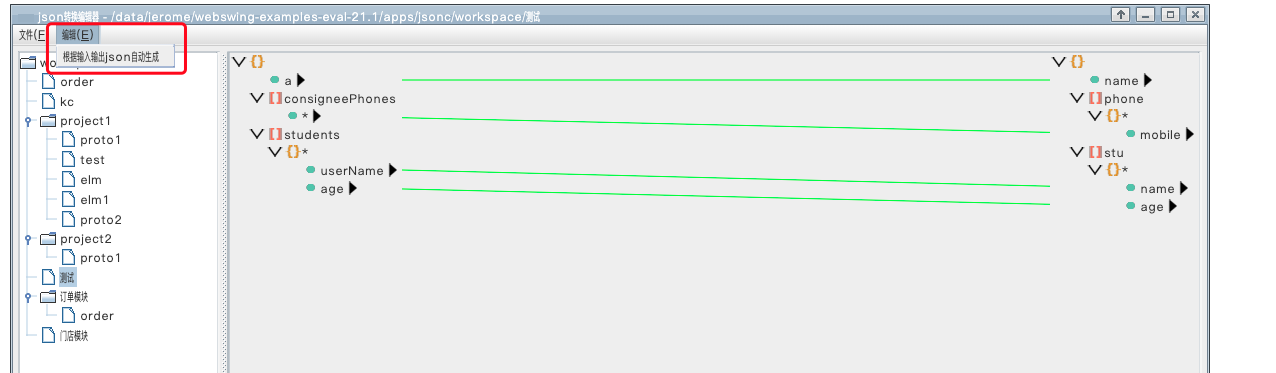 json转换编辑器 - /data/jerome/webswing-examples-eval-21.1/apps/jsonc/workspace/测试
文件(F 编辑(E)
根据输入输出json自动生成
order
kc
project1
proto1
test
elm
elm1
proto2
project2
proto1
测试
订单模块
order
门店模块
{}
a
[]consigneePhones
*
[]students
{}*
userName
age
{}
name
[]phone
{}*
mobile
[]stu
{}*
name
age